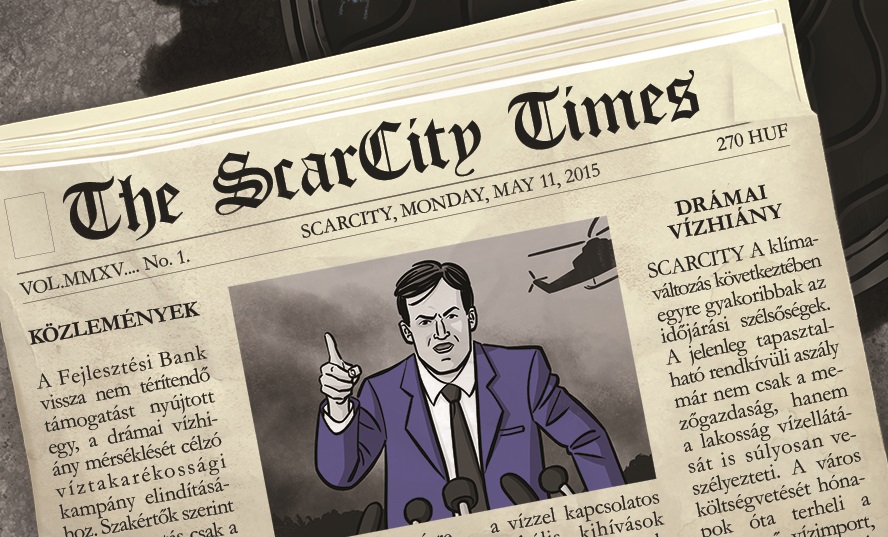 The ScarCity Times
270 HUF
SCARCITY, MONDAY, MAY 11, 2015
VOL.MMXV.... No. 1.
KÖZLEMÉNYEK
A Fejlesztési Bank
vissza nem térítendő
támogatást nyújtott
egy, a drámai vízhi-
ány mérséklését célzó
víztakarékossági
kampány elindításá-
hoz. Szakértők szerint
csak a
a vízzel kapcsolatos
kihívások
DRÁMAI
VÍZHIÁNY
SCARCITY A klíma-
változás következtében
egyre gyakoribbak az
időjárási szélsőségek.
A jelenleg tapasztal-
ható rendkívüli aszály
már nem csak a me-
zőgazdaság, hanem
a lakosság vízellátá-
sát is súlyosan ve-
szélyezteti. A város
költségvetését hóna-
pok óta terheli a
vízimport,